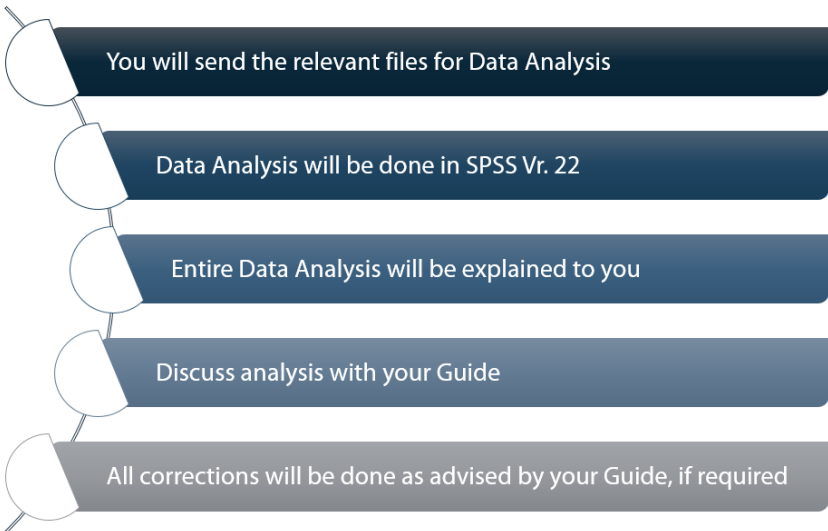 You will send the relevant files for Data Analysis
Data Analysis will be done in SPSS Vr. 22
Entire Data Analysis will be explained to you
Discuss analysis with your Guide
All corrections will be done as advised by your Guide, if required